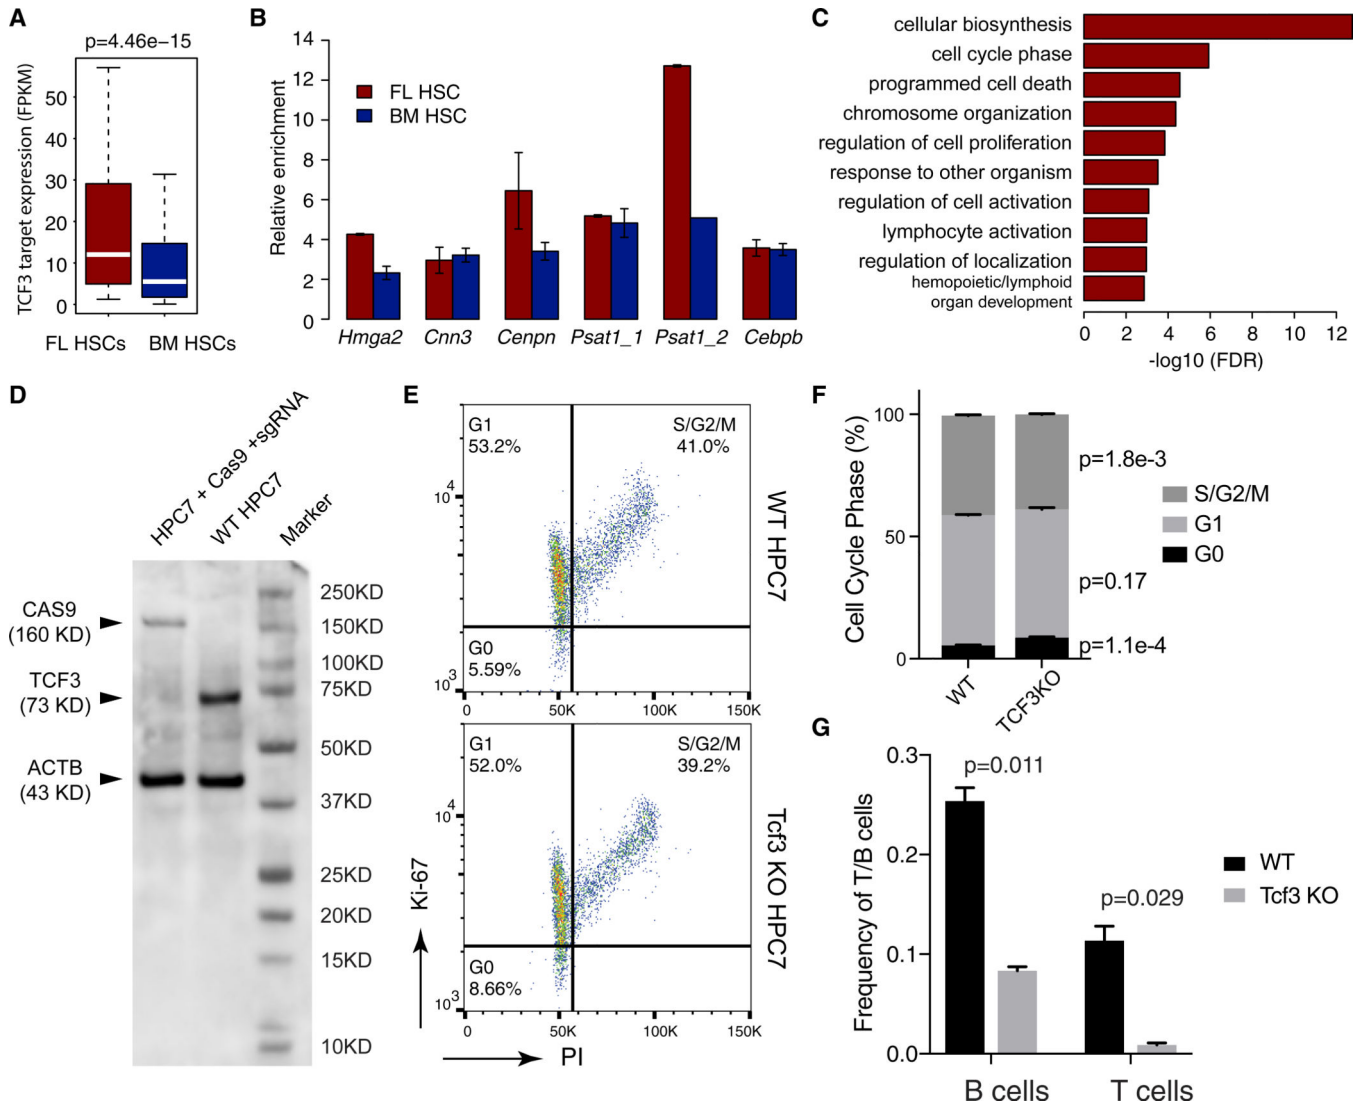 A
p=4.46e−15
TCF3 target expression (FPKM)
50
40
30
20
10
0
FL HSCs
BM HSCs
B
Relative enrichment
14
12
10
8
6
4
2
0
FL HSC
BM HSC
Hmga2
Cnn3
Cenpn
Psat1_1
Psat1_2
Cebpb
C
cellular biosynthesis
cell cycle phase
programmed cell death
chromosome organization
regulation of cell proliferation
response to other organism
regulation of cell activation
lymphocyte activation
regulation of localization
hemopoietic/lymphoid
organ development
0 2 4 6 8 10 12
-log10 (FDR)
D
HPC7 + Cas9 +sgRNA
WT HPC7
Marker
CAS9
(160 KD)
TCF3
(73 KD)
ACTB
(43 KD)
250KD
150KD
100KD
75KD
50KD
37KD
25KD
20KD
15KD
10KD
E
G1
53.2%
S/G2/M
41.0%
G0
5.59%
10⁴
10³
0 50K 100K 150K
WT HPC7
G1
52.0%
S/G2/M
39.2%
G0
8.66%
10⁴
10³
0 50K 100K 150K
Tcf3 KO HPC7
Ki-67
PI
F
Cell Cycle Phase (%)
100
50
0
p=1.8e-3
p=0.17
p=1.1e-4
S/G2/M
G1
G0
WT
TCF3KO
G
Frequency of T/B cells
0.3
0.2
0.1
0.0
p=0.011
p=0.029
WT
Tcf3 KO
B cells
T cells